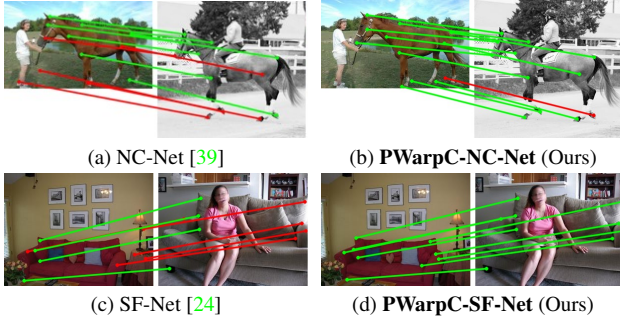 (a) NC-Net [39]
(b) PWarpC-NC-Net (Ours)
(c) SF-Net [24]
(d) PWarpC-SF-Net (Ours)